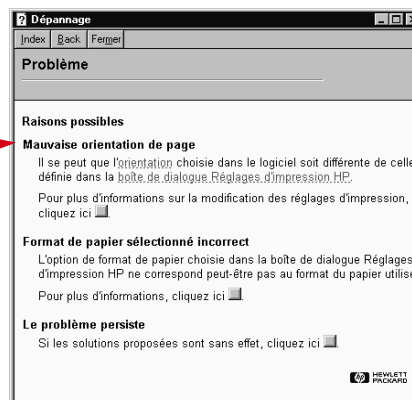 ? Dépannage
Index Back Fermer
Problème
Raisons possibles
Mauvaise orientation de page
Il se peut que l'orientation choisie dans le logiciel soit différente de celle
définie dans la boîte de dialogue Réglages d'impression HP.
Pour plus d'informations sur la modification des réglages d'impression,
cliquez ici
Format de papier sélectionné incorrect
L'option de format de papier choisie dans la boîte de dialogue Réglages
d'impression HP ne correspond peut-être pas au format du papier utilisé
Pour plus d'informations, cliquez ici
Le problème persiste
Si les solutions proposées sont sans effet, cliquez ici
hp HEWLETT
PACKARD